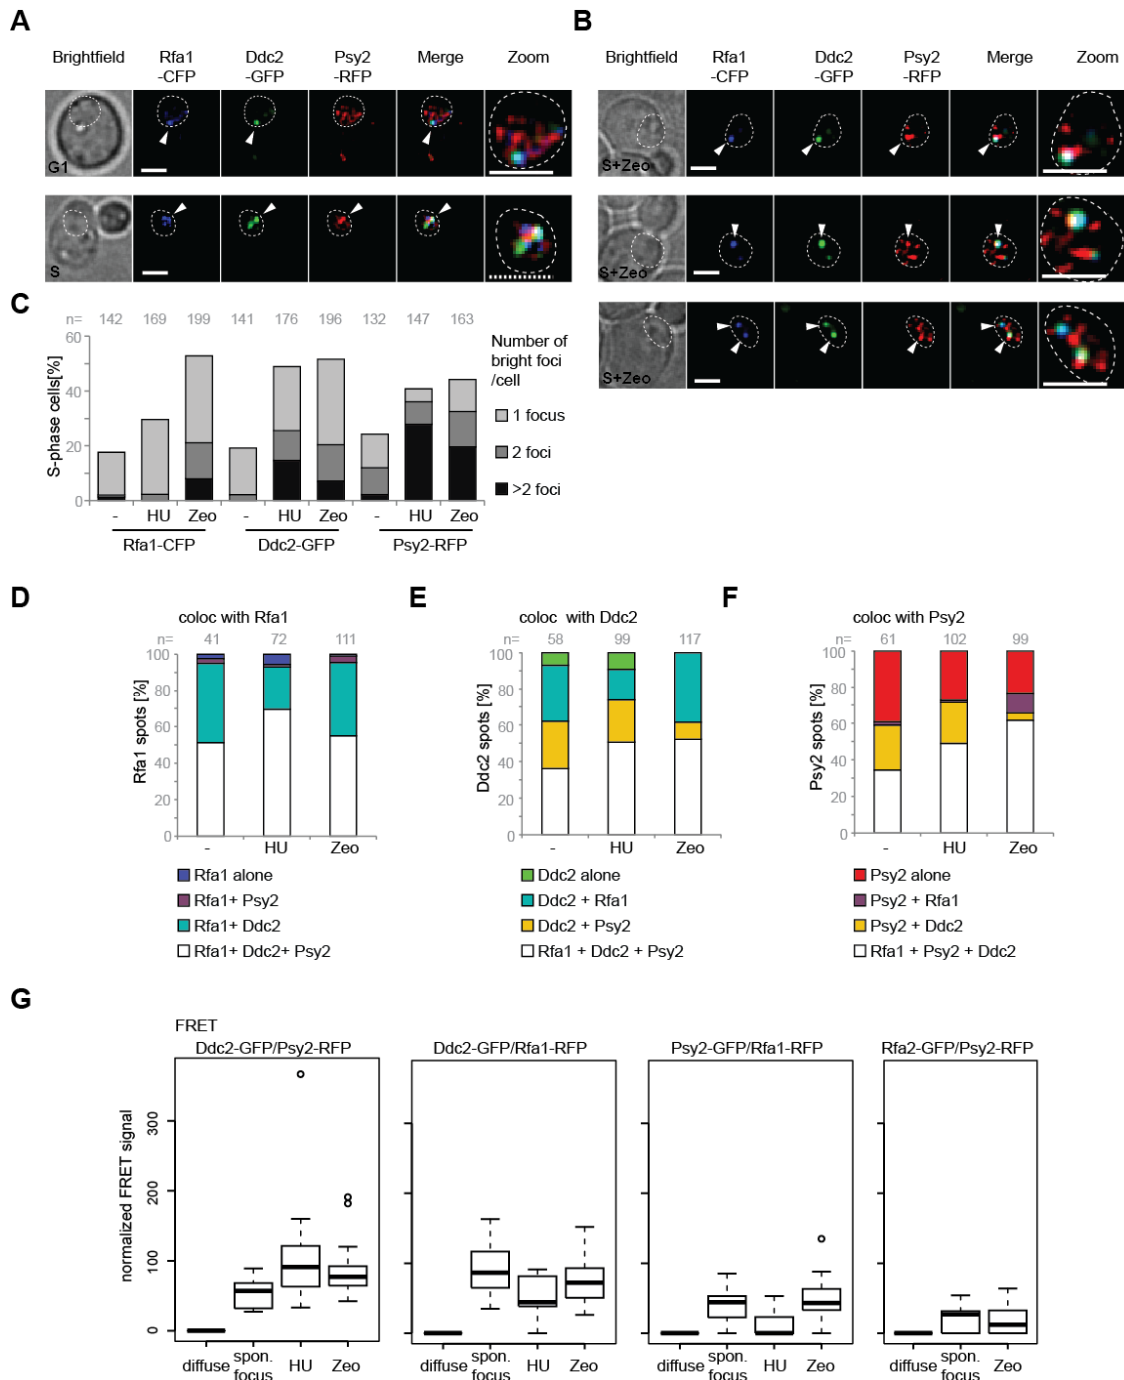 A
B
Brightfield Rfa1 -CFP Ddc2 -GFP Psy2 -RFP Merge Zoom
Brightfield Rfa1 -CFP Ddc2 -GFP Psy2 -RFP Merge Zoom
G1
S
S+Zeo
S+Zeo
S+Zeo
C
n= 142 169 199 141 176 196 132 147 163
S-phase cells[%]
60
40
20
0
- HU Zeo - HU Zeo - HU Zeo
Rfa1-CFP Ddc2-GFP Psy2-RFP
Number of
bright foci
/cell
1 focus
2 foci
>2 foci
D
coloc with Rfa1
n= 41 72 111
Rfa1 spots [%]
100
80
60
40
20
0
- HU Zeo
Rfa1 alone
Rfa1+ Psy2
Rfa1+ Ddc2
Rfa1+ Ddc2+ Psy2
E
coloc with Ddc2
n= 58 99 117
Ddc2 spots [%]
100
80
60
40
20
0
- HU Zeo
Ddc2 alone
Ddc2 + Rfa1
Ddc2 + Psy2
Rfa1 + Ddc2 + Psy2
F
coloc with Psy2
n= 61 102 99
Psy2 spots [%]
100
80
60
40
20
0
- HU Zeo
Psy2 alone
Psy2 + Rfa1
Psy2 + Ddc2
Rfa1 + Psy2 + Ddc2
G
FRET
Ddc2-GFP/Psy2-RFP Ddc2-GFP/Rfa1-RFP Psy2-GFP/Rfa1-RFP Rfa2-GFP/Psy2-RFP
normalized FRET signal
300
200
100
0
diffuse spon. focus HU Zeo
diffuse spon. focus HU Zeo
diffuse spon. focus HU Zeo
diffuse spon. focus Zeo